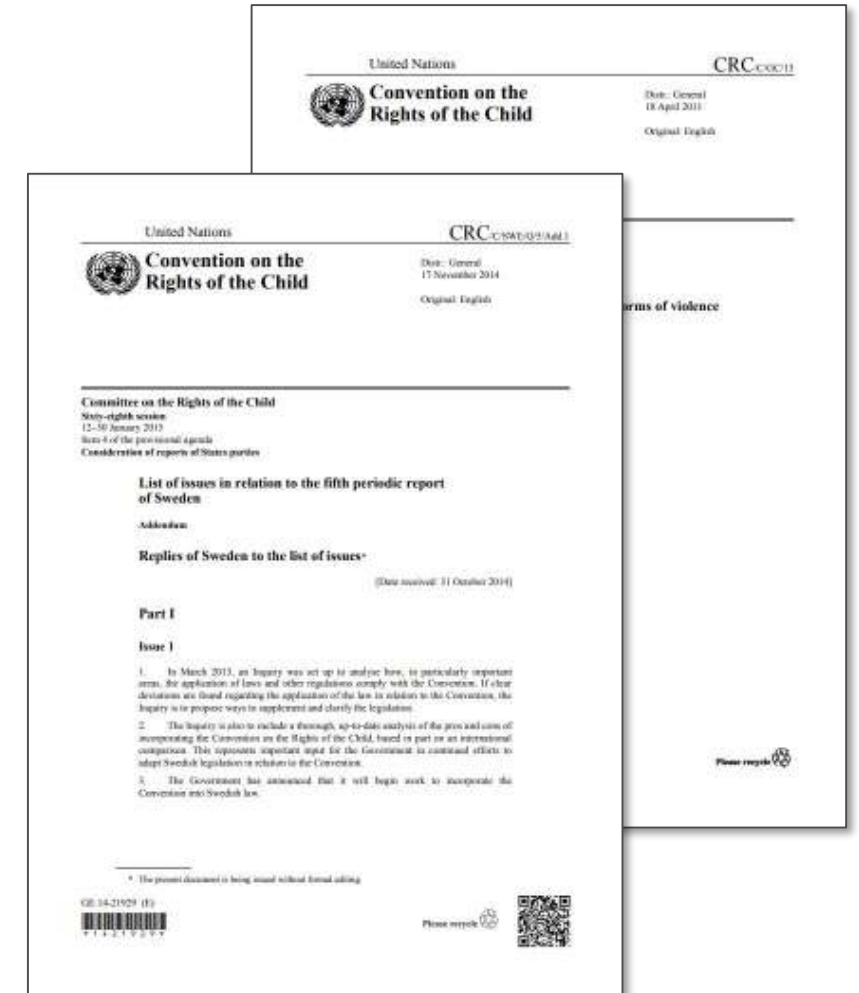 United Nations
CRC/C/GC/13
Convention on the
Rights of the Child
Distr.: General
18 April 2011
Original: English
orms of violence
Please recycle
United Nations
CRC/C/SWE/Q/5/Add.1
Convention on the
Rights of the Child
Distr.: General
17 November 2014
Original: English
Committee on the Rights of the Child
Sixty-eighth session
12–30 January 2015
Item 4 of the provisional agenda
Consideration of reports of States parties
List of issues in relation to the fifth periodic report
of Sweden
Addendum
Replies of Sweden to the list of issues*
[Date received: 31 October 2014]
Part I
Issue 1
1. In March 2013, an Inquiry was set up to analyse how, in particularly important
areas, the application of laws and other regulations comply with the Convention. If clear
deviations are found regarding the application of the law in relation to the Convention, the
Inquiry is to propose ways to supplement and clarify the legislation.
2. The Inquiry is also to include a thorough, up-to-date analysis of the pros and cons of
incorporating the Convention on the Rights of the Child, based in part on an international
comparison. This represents important input for the Government in continued efforts to
adapt Swedish legislation in relation to the Convention.
3. The Government has announced that it will begin work to incorporate the
Convention into Swedish law.
* The present document is being issued without formal editing.
GE.14-21929 (E)
Please recycle